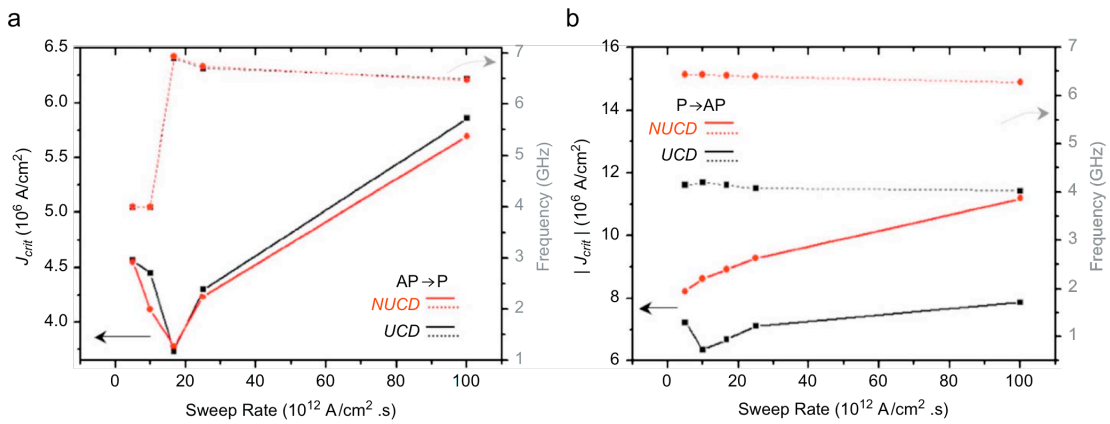 a
6.5
6.0
5.5
5.0
4.5
4.0
J_crit (10^6 A/cm^2)
7
6
5
4
3
2
1
Frequency (GHz)
AP→P
NUCD
UCD
0 20 40 60 80 100
Sweep Rate (10^12 A/cm^2 .s)
b
16
14
12
10
8
6
| J_crit | (10^6 A/cm^2)
7
6
5
4
3
2
1
Frequency (GHz)
P→AP
NUCD
UCD
0 20 40 60 80 100
Sweep Rate (10^12 A/cm^2 .s)